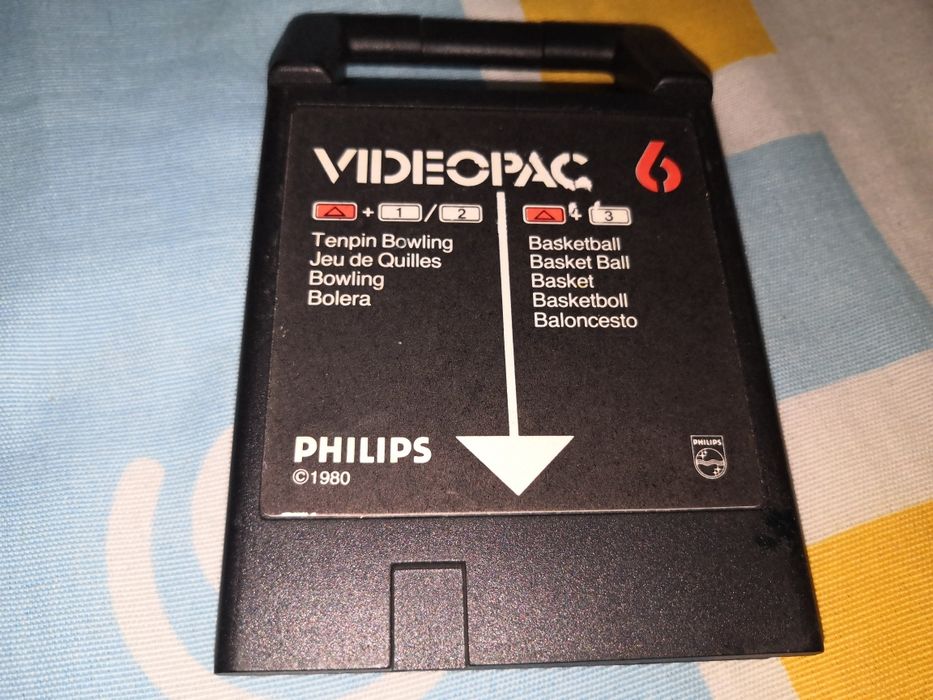 VIDEOPAC 6
+ 1 / 2
Tenpin Bowling
Jeu de Quilles
Bowling
Bolera
+ 3
Basketball
Basket Ball
Basket
Basketboll
Baloncesto
PHILIPS
©1980
PHILIPS